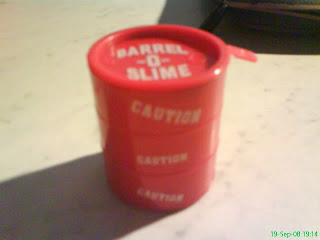 BARREL
-O-
SLIME
CAUTION
CAUTION
CAUTION
19-Sep-08 19:14